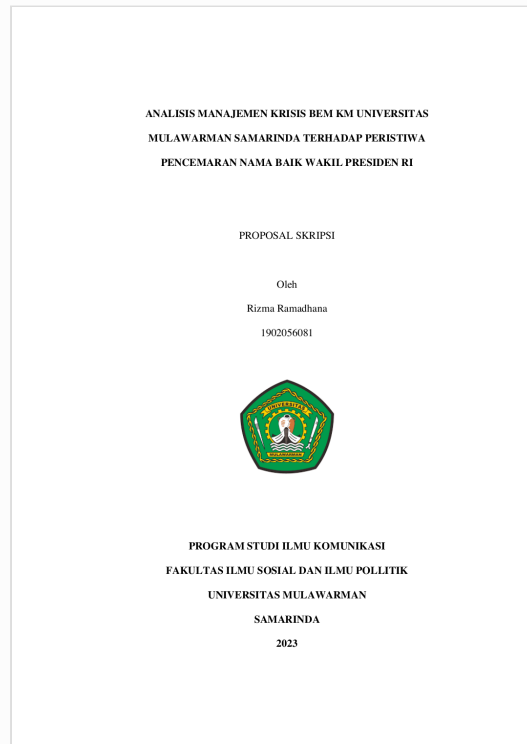 ANALISIS MANAJEMEN KRISIS BEM KM UNIVERSITAS
MULAWARMAN SAMARINDA TERHADAP PERISTIWA
PENCEMARAN NAMA BAIK WAKIL PRESIDEN RI
PROPOSAL SKRIPSI
Oleh
Rizma Ramadhana
1902056081
UNIVERSITAS
MULAWARMAN
PROGRAM STUDI ILMU KOMUNIKASI
FAKULTAS ILMU SOSIAL DAN ILMU POLLITIK
UNIVERSITAS MULAWARMAN
SAMARINDA
2023